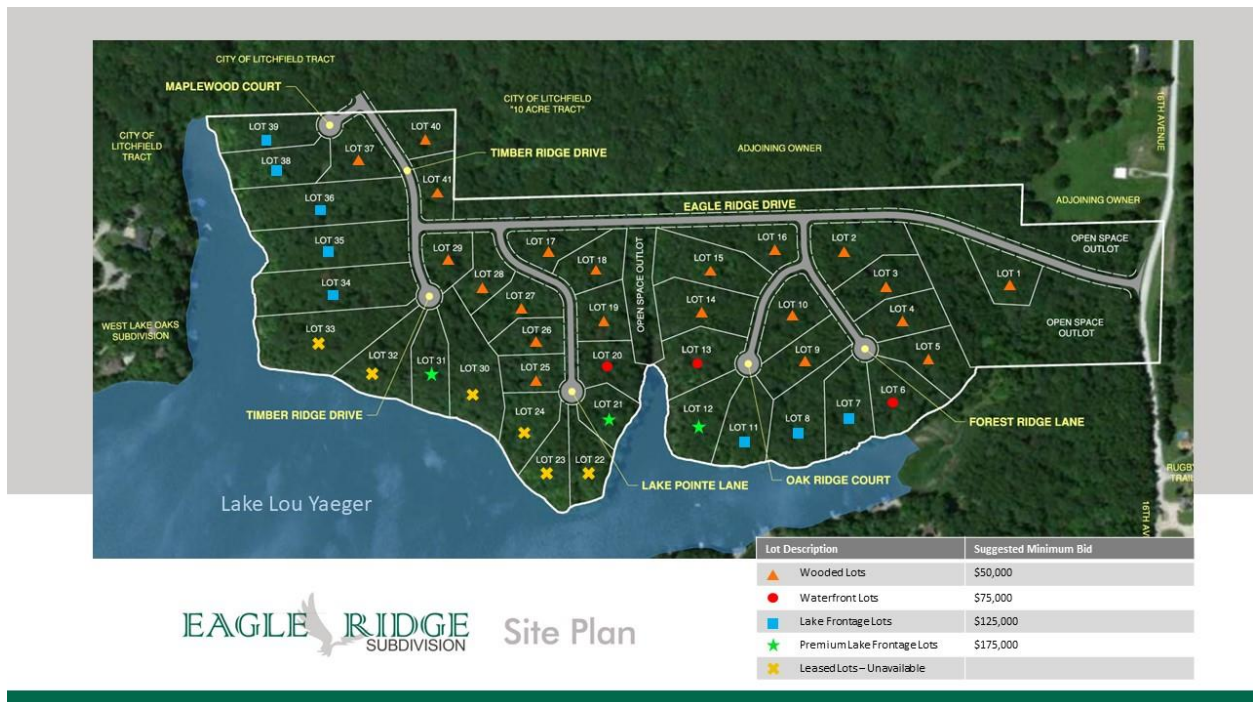 CITY OF LITCHFIELD TRACT
MAPLEWOOD COURT
CITY OF LITCHFIELD
"10 ACRE TRACT"
CITY OF
LITCHFIELD
TRACT
LOT 39
LOT 40
LOT 37
LOT 38
TIMBER RIDGE DRIVE
ADJOINING OWNER
16TH AVENUE
LOT 41
LOT 36
EAGLE RIDGE DRIVE
ADJOINING OWNER
LOT 35
LOT 29
LOT 17
LOT 16
LOT 2
OPEN SPACE
OUTLOT
LOT 18
LOT 15
LOT 28
LOT 3
LOT 1
LOT 34
LOT 27
LOT 19
OPEN SPACE OUTLOT
LOT 14
LOT 10
LOT 4
OPEN SPACE
OUTLOT
WEST LAKE OAKS
SUBDIVISION
LOT 33
LOT 26
LOT 32
LOT 31
LOT 30
LOT 25
LOT 20
LOT 13
LOT 9
LOT 5
LOT 6
TIMBER RIDGE DRIVE
LOT 24
LOT 21
LOT 12
LOT 11
LOT 8
LOT 7
FOREST RIDGE LANE
LOT 23
LOT 22
LAKE POINTE LANE
OAK RIDGE COURT
RUGBY
TRAIL
16TH AV
Lake Lou Yaeger
Lot Description Suggested Minimum Bid
Wooded Lots $50,000
Waterfront Lots $75,000
Lake Frontage Lots $125,000
Premium Lake Frontage Lots $175,000
Leased Lots – Unavailable
EAGLE RIDGE
SUBDIVISION
Site Plan